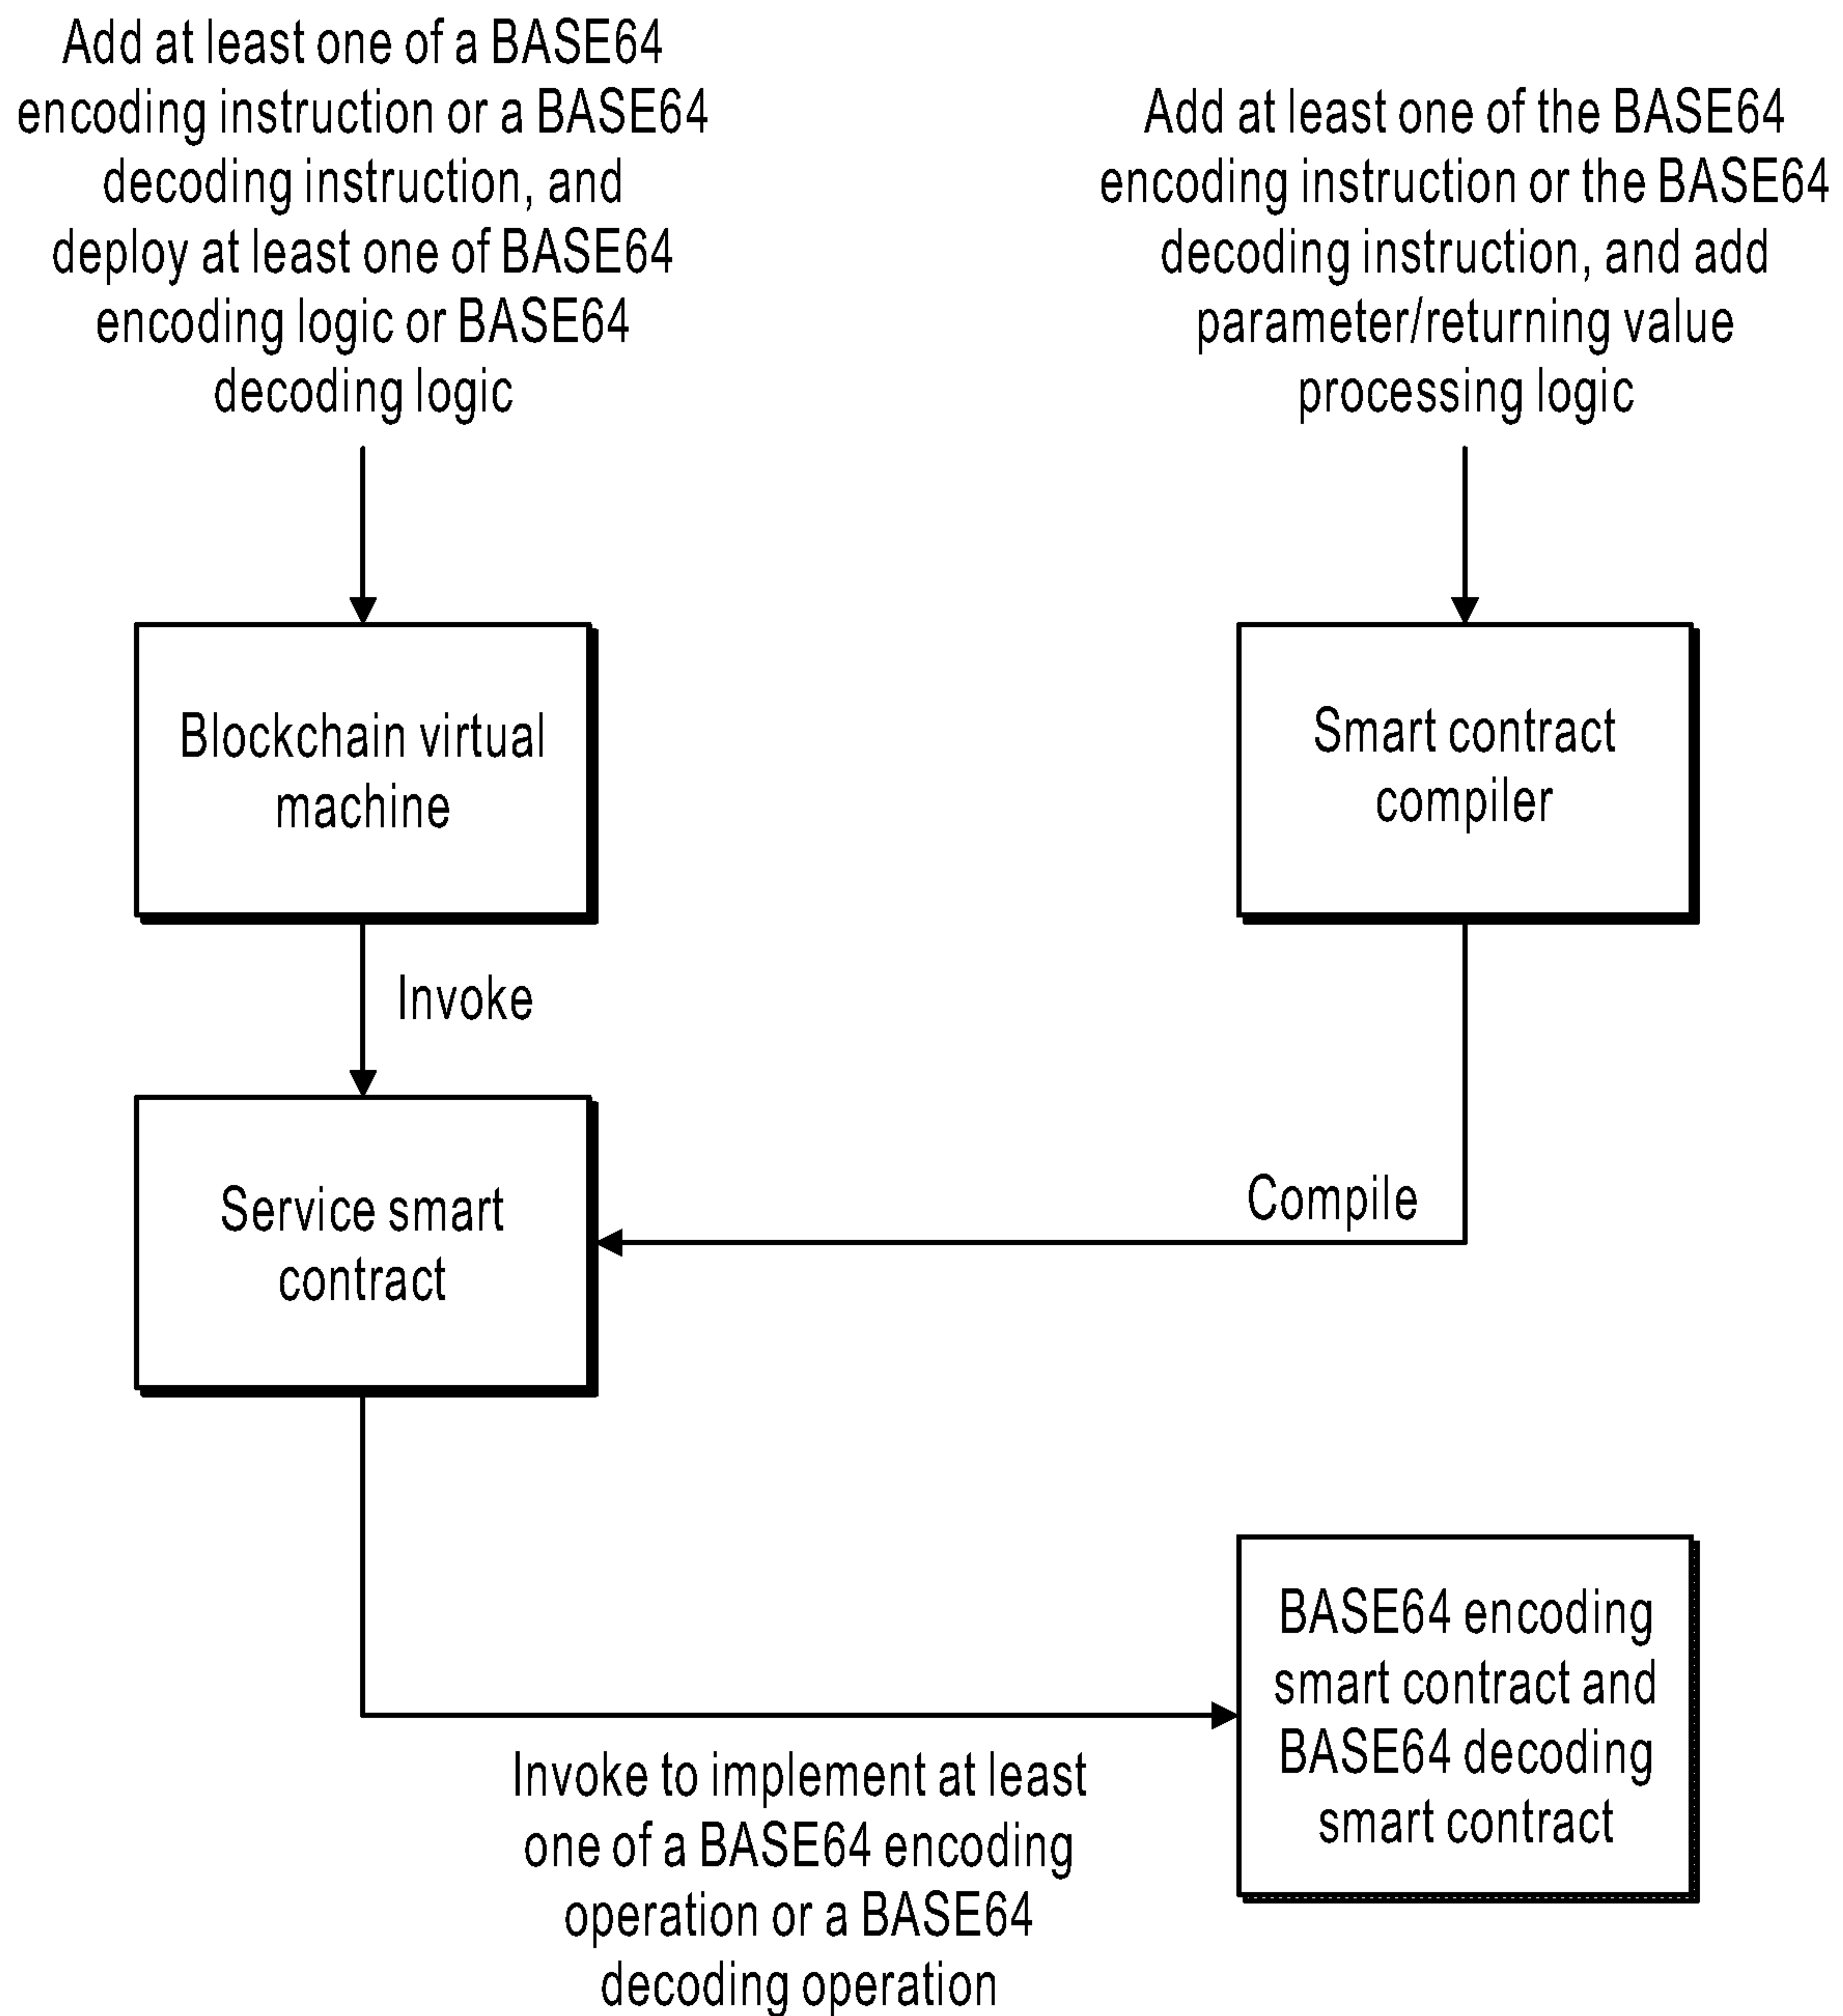 Add at least one of a BASE64
encoding instruction or a BASE64
decoding instruction, and
deploy at least one of BASE64
encoding logic or BASE64
decoding logic
Add at least one of the BASE64
encoding instruction or the BASE64
decoding instruction, and add
parameter/returning value
processing logic
Blockchain virtual
machine
Smart contract
compiler
Invoke
Service smart
contract
Compile
BASE64 encoding
smart contract and
BASE64 decoding
smart contract
Invoke to implement at least
one of a BASE64 encoding
operation or a BASE64
decoding operation